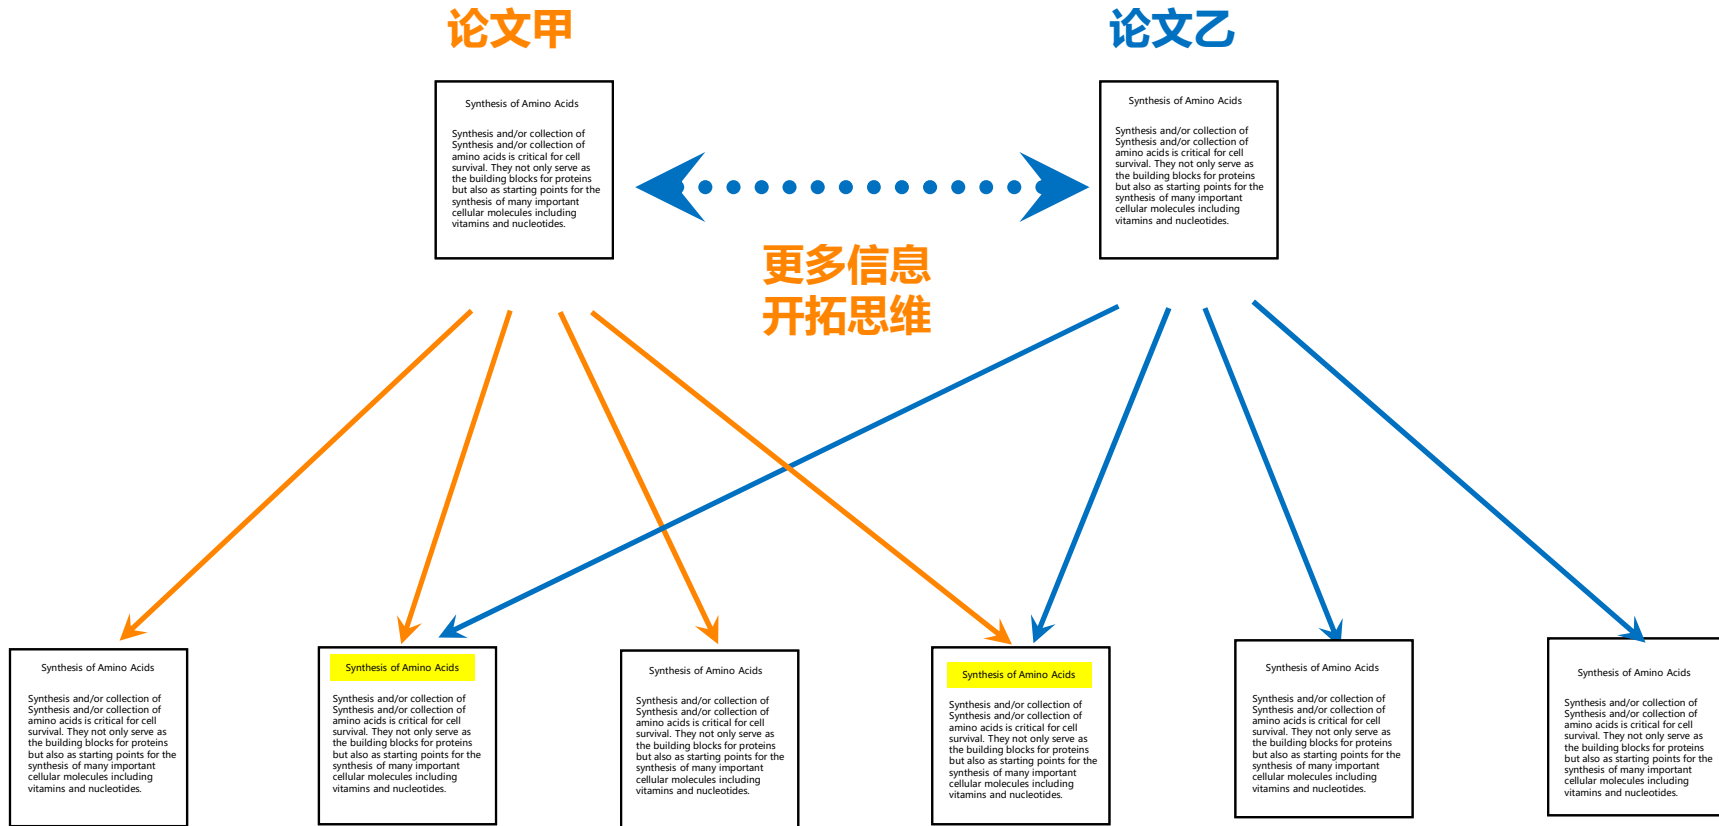 论文甲
论文乙
Synthesis of Amino Acids
Synthesis and/or collection of
Synthesis and/or collection of
amino acids is critical for cell
survival. They not only serve as
the building blocks for proteins
but also as starting points for the
synthesis of many important
cellular molecules including
vitamins and nucleotides.
Synthesis of Amino Acids
Synthesis and/or collection of
Synthesis and/or collection of
amino acids is critical for cell
survival. They not only serve as
the building blocks for proteins
but also as starting points for the
synthesis of many important
cellular molecules including
vitamins and nucleotides.
更多信息
开拓思维
Synthesis of Amino Acids
Synthesis and/or collection of
Synthesis and/or collection of
amino acids is critical for cell
survival. They not only serve as
the building blocks for proteins
but also as starting points for the
synthesis of many important
cellular molecules including
vitamins and nucleotides.
Synthesis of Amino Acids
Synthesis and/or collection of
Synthesis and/or collection of
amino acids is critical for cell
survival. They not only serve as
the building blocks for proteins
but also as starting points for the
synthesis of many important
cellular molecules including
vitamins and nucleotides.
Synthesis of Amino Acids
Synthesis and/or collection of
Synthesis and/or collection of
amino acids is critical for cell
survival. They not only serve as
the building blocks for proteins
but also as starting points for the
synthesis of many important
cellular molecules including
vitamins and nucleotides.
Synthesis of Amino Acids
Synthesis and/or collection of
Synthesis and/or collection of
amino acids is critical for cell
survival. They not only serve as
the building blocks for proteins
but also as starting points for the
synthesis of many important
cellular molecules including
vitamins and nucleotides.
Synthesis of Amino Acids
Synthesis and/or collection of
Synthesis and/or collection of
amino acids is critical for cell
survival. They not only serve as
the building blocks for proteins
but also as starting points for the
synthesis of many important
cellular molecules including
vitamins and nucleotides.
Synthesis of Amino Acids
Synthesis and/or collection of
Synthesis and/or collection of
amino acids is critical for cell
survival. They not only serve as
the building blocks for proteins
but also as starting points for the
synthesis of many important
cellular molecules including
vitamins and nucleotides.